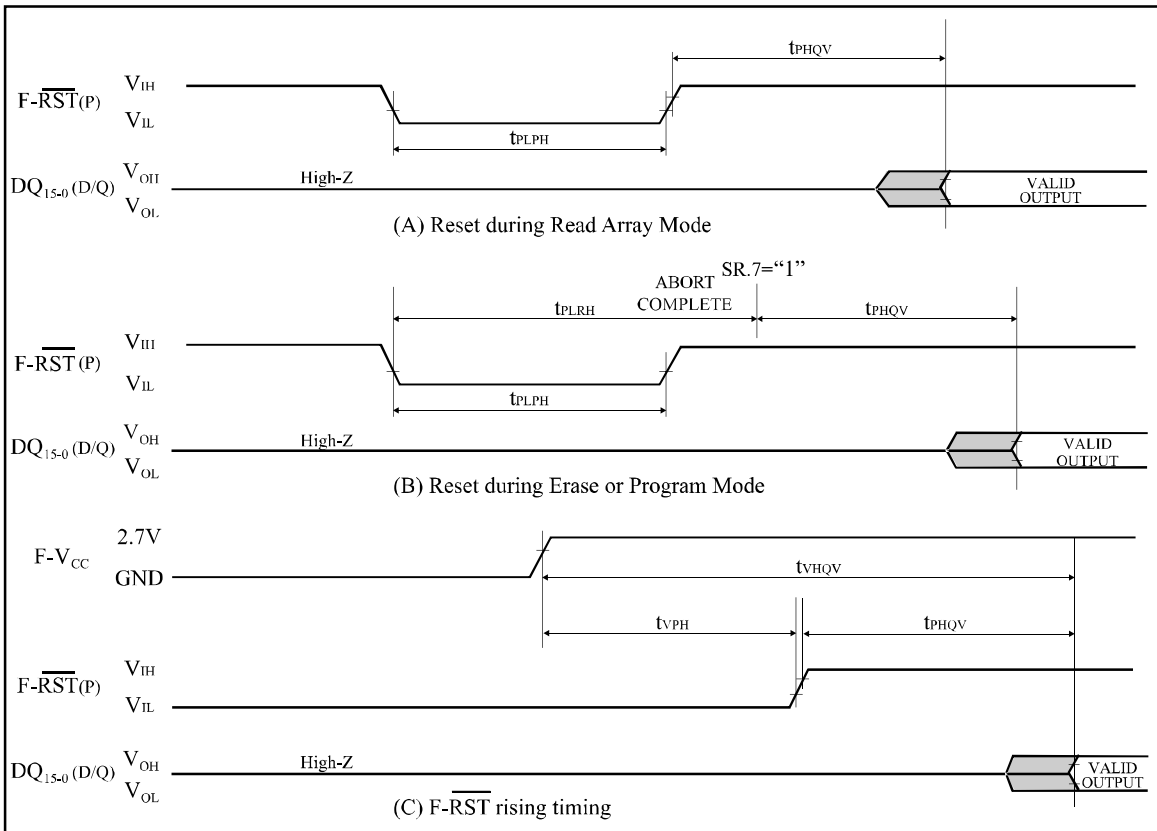 tPHQV
F-RST(P)
VIH
VIL
tPLPH
DQ15-0 (D/Q)
VOH
VOL
High-Z
VALID
OUTPUT
(A) Reset during Read Array Mode
SR.7=“1”
ABORT
COMPLETE
tPLRH
tPHQV
F-RST (P)
VIH
VIL
tPLPH
DQ15-0 (D/Q)
VOH
VOL
High-Z
VALID
OUTPUT
(B) Reset during Erase or Program Mode
F-VCC
2.7V
GND
tVHQV
tVPH
tPHQV
F-RST(P)
VIH
VIL
DQ15-0 (D/Q)
VOH
VOL
High-Z
VALID
OUTPUT
(C) F-RST rising timing